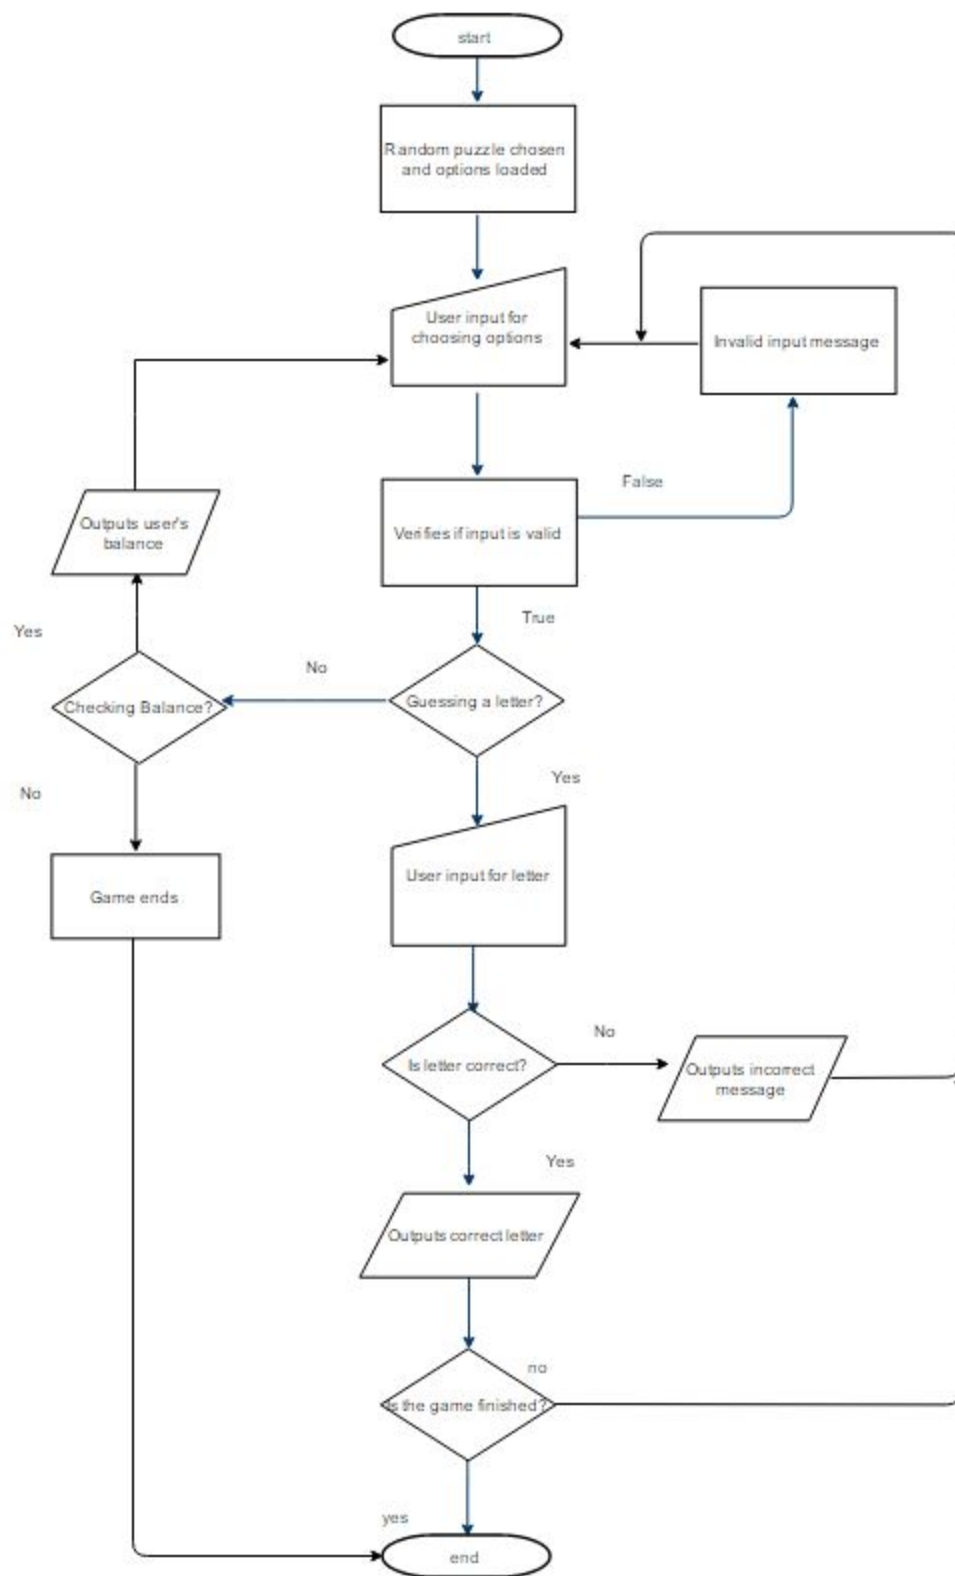 start
Random puzzle chosen
and options loaded
User input for
choosing options
Invalid input message
False
Outputs user's
balance
Verifies if input is valid
True
Yes
No
Checking Balance?
Guessing a letter?
Yes
No
Game ends
User input for letter
No
Is letter correct?
Outputs incorrect
message
Yes
Outputs correct letter
no
Is the game finished?
yes
end